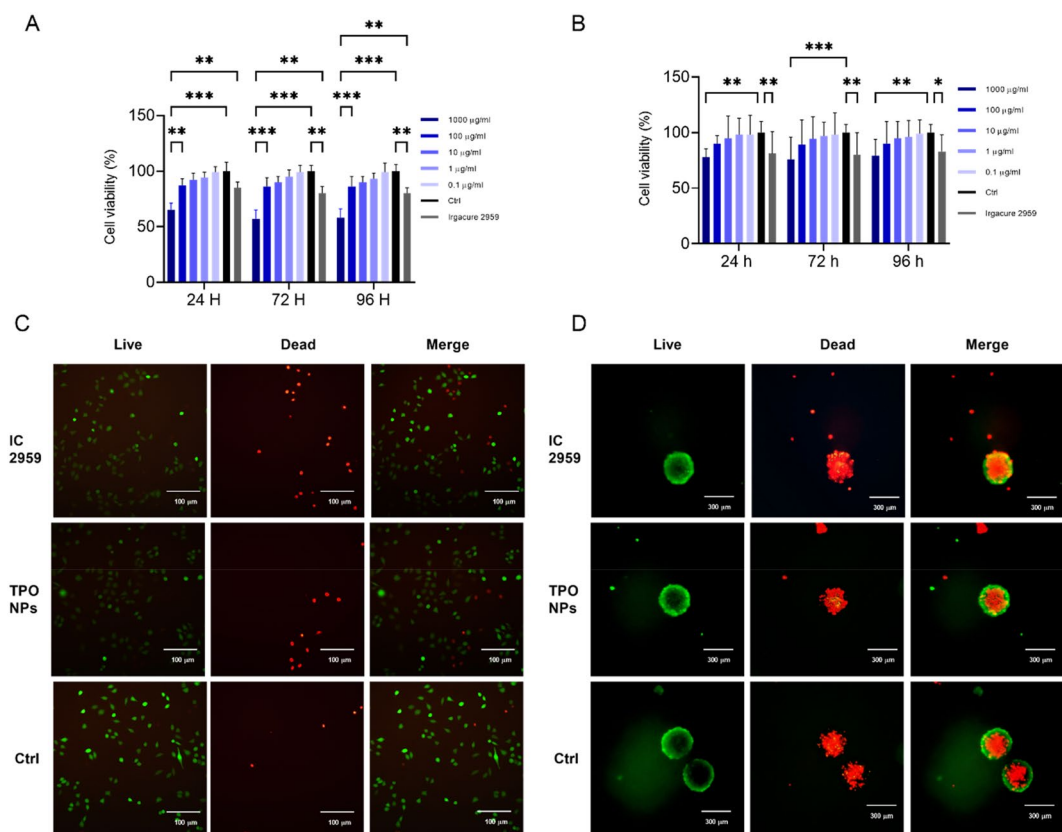 A
** ** **
** ** ***
*** *** ***
** *** ** ***  **
150
100
50
0
Cell viability (%)
24 H 72 H 96 H
1000 µg/ml
100 µg/ml
10 µg/ml
1 µg/ml
0.1 µg/ml
Ctrl
Irgacure 2959
B
***
** ** ** ** *
150
100
50
0
Cell viability (%)
24 h 72 h 96 h
1000 µg/ml
100 µg/ml
10 µg/ml
1 µg/ml
0.1 µg/ml
Ctrl
Irgacure 2959
C
Live Dead Merge
IC
2959
100 µm 100 µm 100 µm
TPO
NPs
100 µm 100 µm 100 µm
Ctrl
100 µm 100 µm 100 µm
D
Live Dead Merge
IC
2959
300 µm 300 µm 300 µm
TPO
NPs
300 µm 300 µm 300 µm
Ctrl
300 µm 300 µm 300 µm